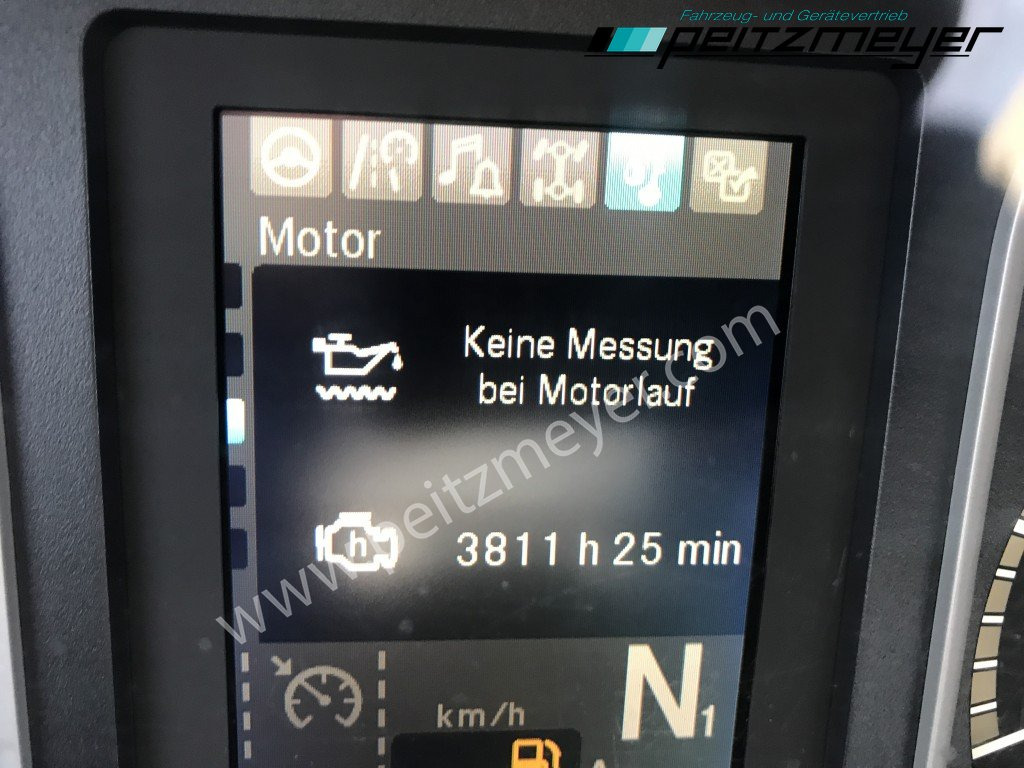 Fahrzeug- und Gerätevertrieb
peitzmeyer
Motor
Keine Messung
bei Motorlauf
www.peitzmeyer.com
h
3811 h 25 min
N1
km/h